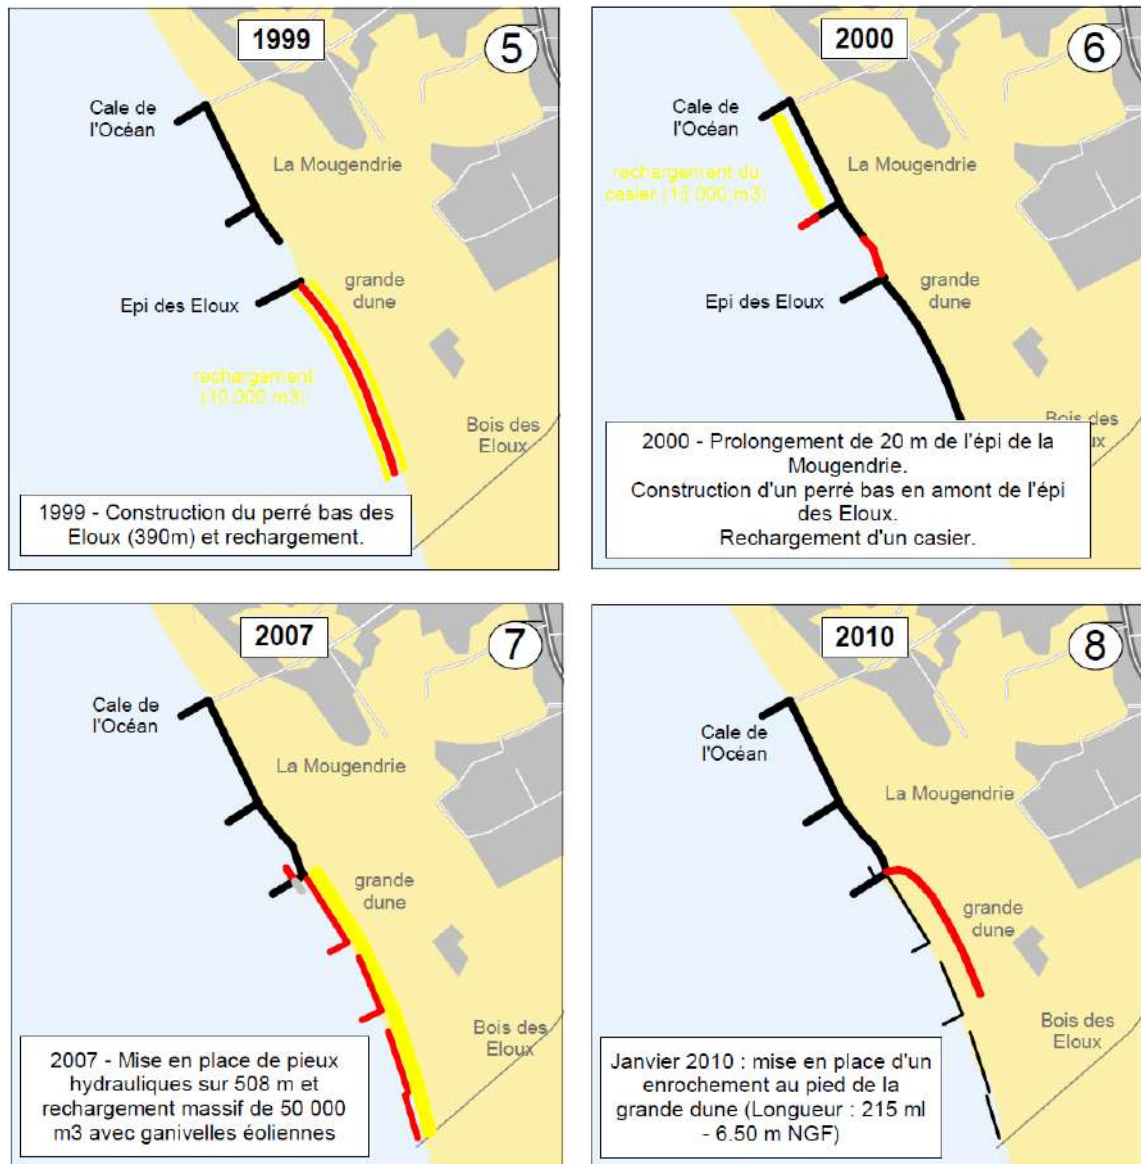 1999
5
Cale de
l'Océan
La Mougendrie
grande
dune
Epi des Eloux
rechargement
(10 000 m3)
Bois des
Eloux
1999 - Construction du perré bas des
Eloux (390m) et rechargement.
2000
6
Cale de
l'Océan
La Mougendrie
rechargement du
casier (15 000 m3)
grande
dune
Epi des Eloux
Bois des
ux
2000 - Prolongement de 20 m de l'épi de la
Mougendrie.
Construction d'un perré bas en amont de l'épi
des Eloux.
Rechargement d'un casier.
2007
7
Cale de
l'Océan
La Mougendrie
grande
dune
Bois des
Eloux
2007 - Mise en place de pieux
hydrauliques sur 508 m et
rechargement massif de 50 000
m3 avec ganivelles éoliennes
2010
8
Cale de
l'Océan
La Mougendrie
grande
dune
Bois des
Eloux
Janvier 2010 : mise en place d'un
enrochement au pied de la
grande dune (Longueur : 215 ml
- 6.50 m NGF)